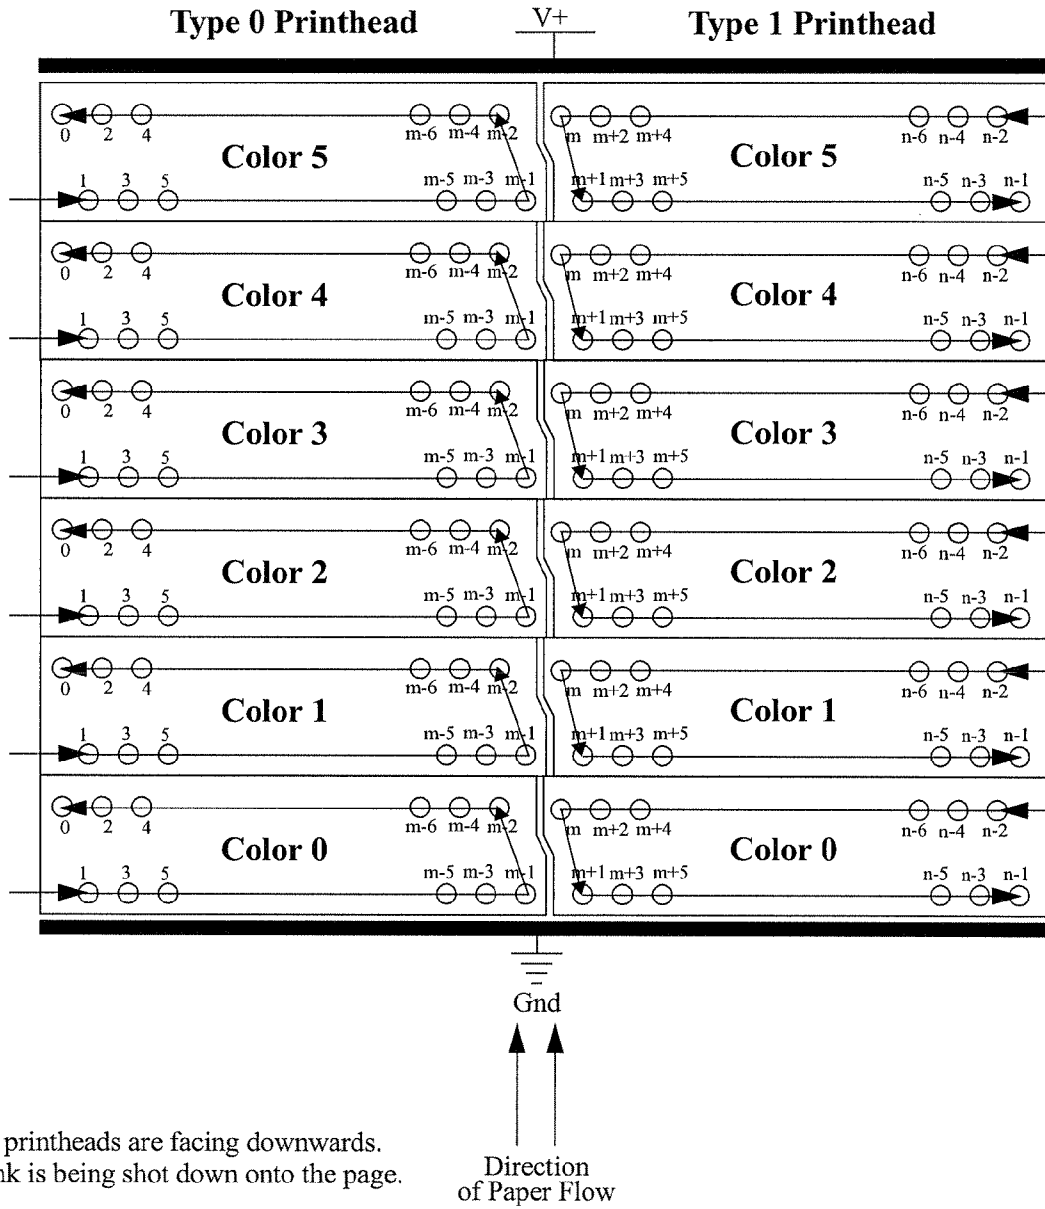 Type 0 Printhead V+ Type 1 Printhead
0 2 4 m-6 m-4 m-2 m m+2 m+4 n-6 n-4 n-2
Color 5 Color 5
1 3 5 m-5 m-3 m-1 m+1 m+3 m+5 n-5 n-3 n-1
0 2 4 m-6 m-4 m-2 m m+2 m+4 n-6 n-4 n-2
Color 4 Color 4
1 3 5 m-5 m-3 m-1 m+1 m+3 m+5 n-5 n-3 n-1
0 2 4 m-6 m-4 m-2 m m+2 m+4 n-6 n-4 n-2
Color 3 Color 3
1 3 5 m-5 m-3 m-1 m+1 m+3 m+5 n-5 n-3 n-1
0 2 4 m-6 m-4 m-2 m m+2 m+4 n-6 n-4 n-2
Color 2 Color 2
1 3 5 m-5 m-3 m-1 m+1 m+3 m+5 n-5 n-3 n-1
0 2 4 m-6 m-4 m-2 m m+2 m+4 n-6 n-4 n-2
Color 1 Color 1
1 3 5 m-5 m-3 m-1 m+1 m+3 m+5 n-5 n-3 n-1
0 2 4 m-6 m-4 m-2 m m+2 m+4 n-6 n-4 n-2
Color 0 Color 0
1 3 5 m-5 m-3 m-1 m+1 m+3 m+5 n-5 n-3 n-1
Gnd
printheads are facing downwards.
nk is being shot down onto the page.
Direction
of Paper Flow